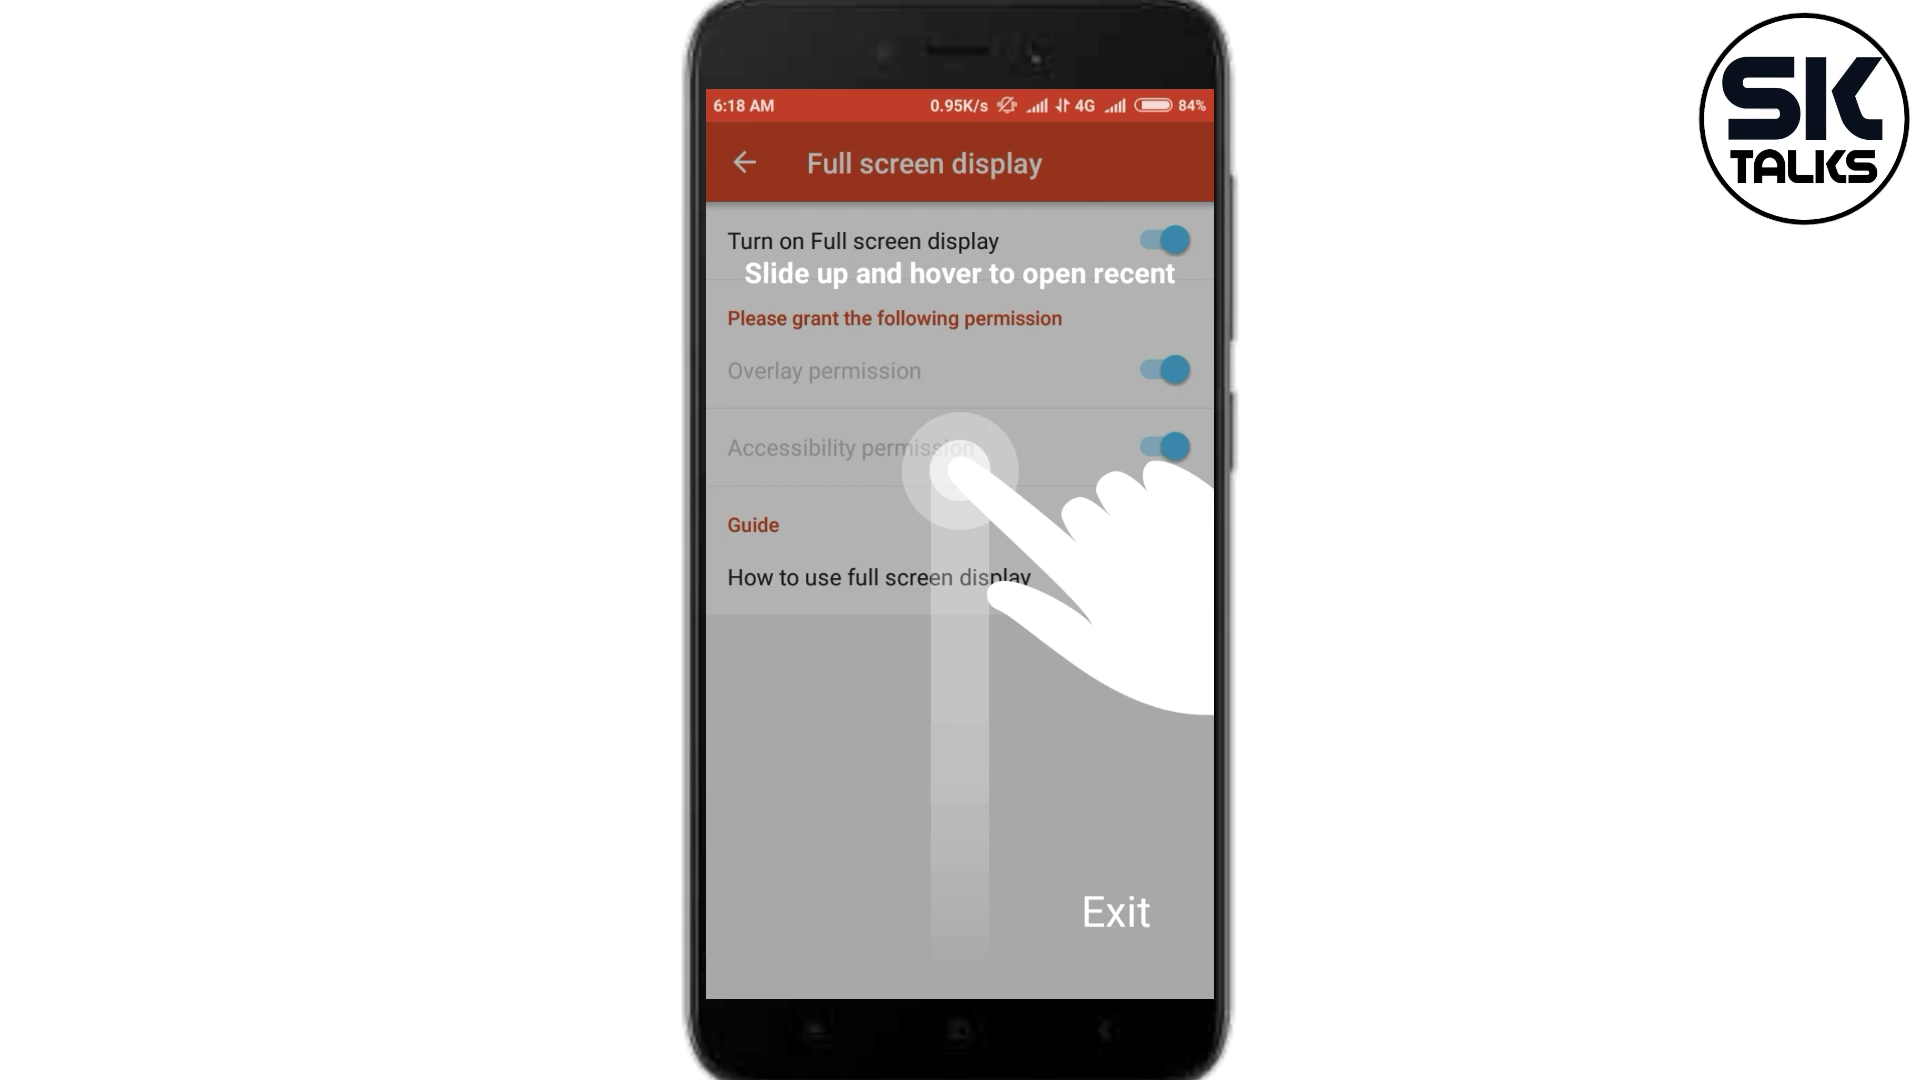 SK
TALKS
6:18 AM 0.95K/s 4G 84%
Full screen display
Turn on Full screen display
Slide up and hover to open recent
Please grant the following permission
Overlay permission
Accessibility permission
Guide
How to use full screen display
Exit